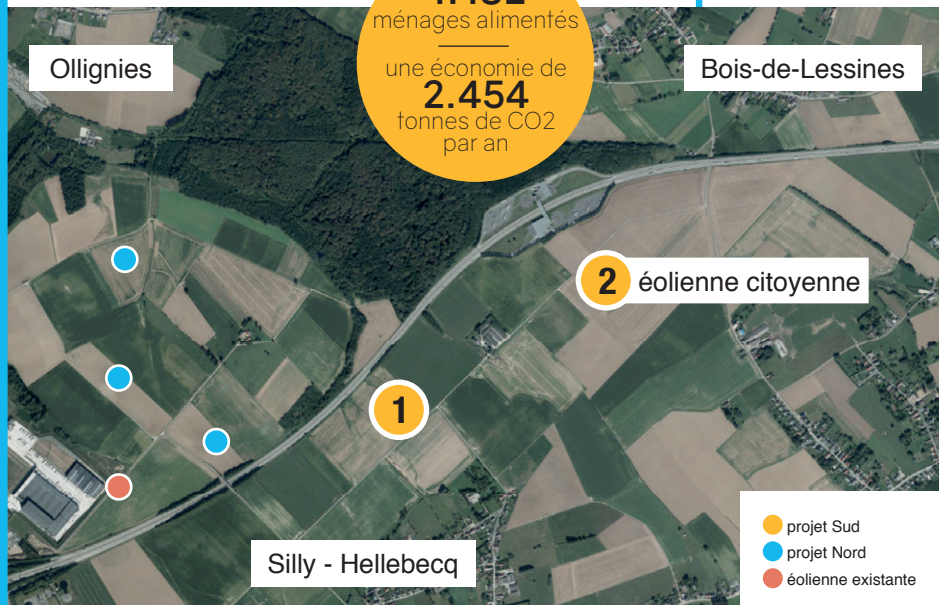 ménages alimentés
une économie de
2.454
tonnes de CO2
par an
Ollignies
Bois-de-Lessines
2 éolienne citoyenne
1
Silly - Hellebecq
projet Sud
projet Nord
éolienne existante